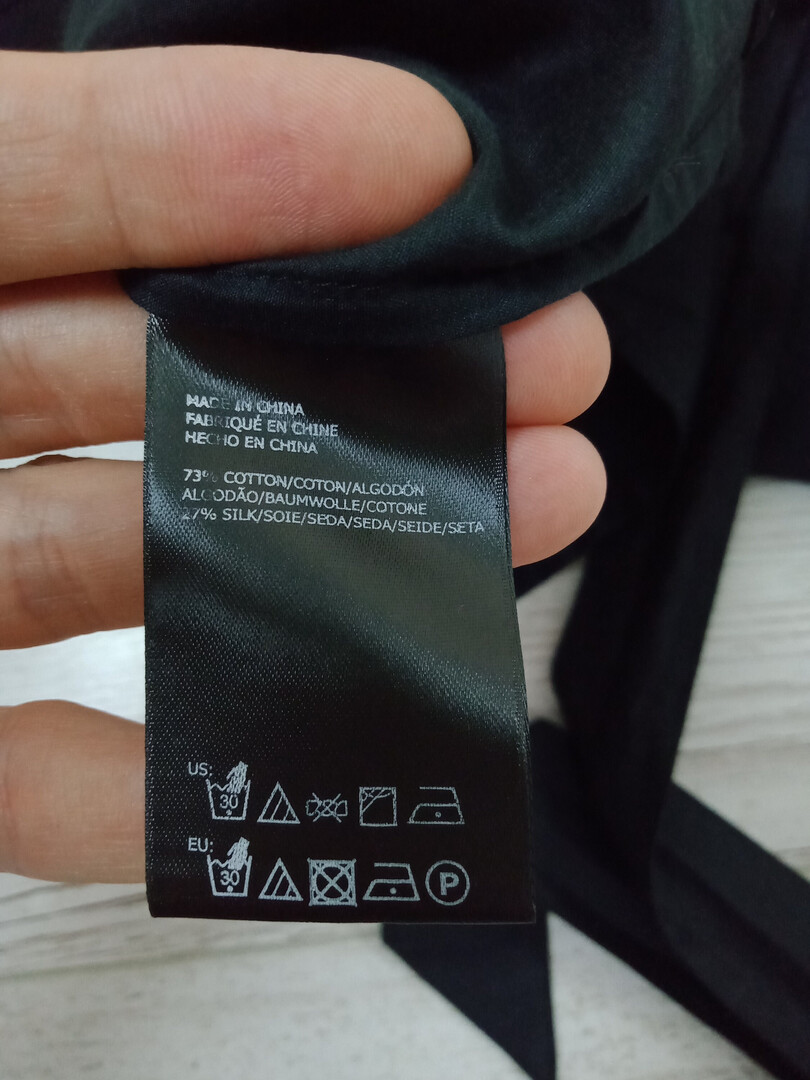 MADE IN CHINA
FABRIQUÉ EN CHINE
HECHO EN CHINA
73% COTTON/COTON/ALGODÓN
ALGODÃO/BAUMWOLLE/COTONE
27% SILK/SOIE/SEDA/SEDA/SEIDE/SETA
US:
30
EU:
30
P